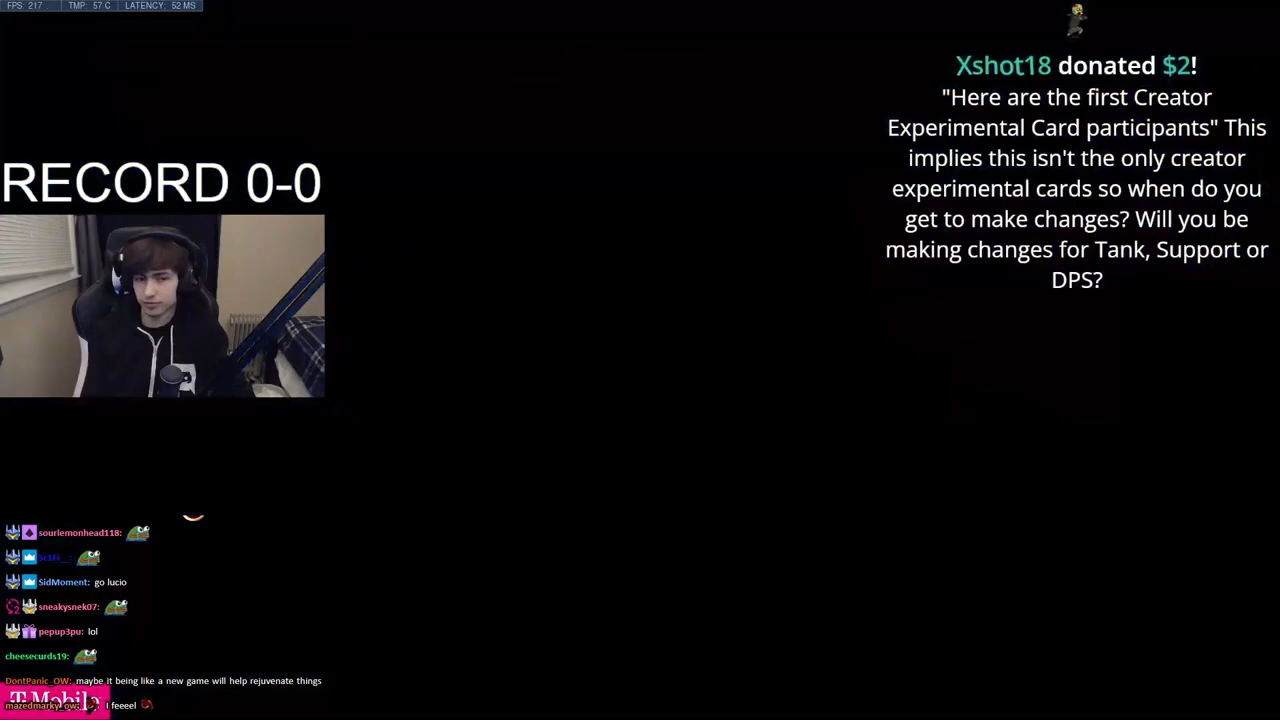 FPS: 217
TMP: 57 C
LATENCY: 52 MS
Xshot18 donated $2!
"Here are the first Creator
Experimental Card participants" This
implies this isn't the only creator
experimental cards so when do you
get to make changes? Will you be
making changes for Tank, Support or
DPS?
RECORD 0-0
sourlemonhead118:
SidMoment: go lucio
sneakysnek07:
pepup3pu: lol
cheesecurds19:
DontPanic_OW: maybe it being like a new game will help rejuvenate things
T Mobile
mazedmarky_ow: I feeeel